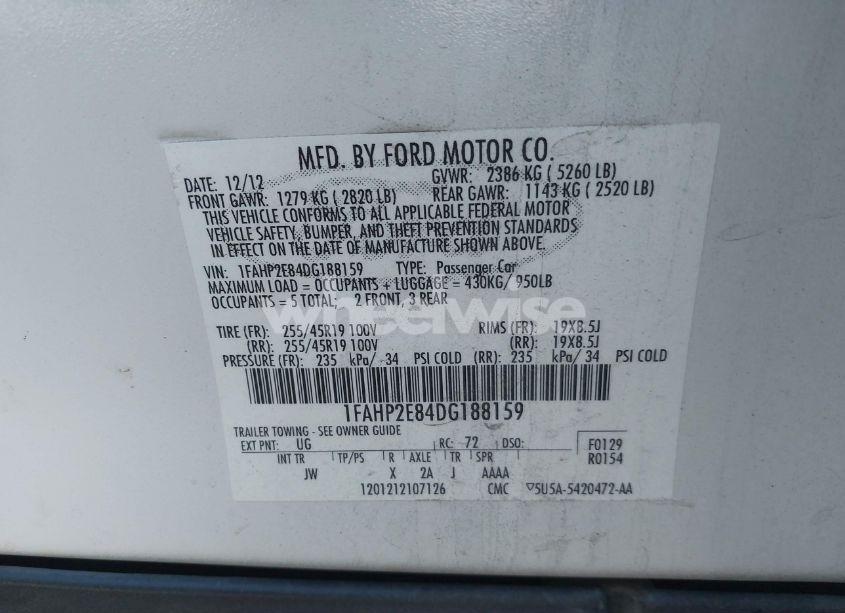 MFD. BY FORD MOTOR CO.
DATE: 12/12 GVWR: 2386 KG ( 5260 LB)
FRONT GAWR: 1279 KG ( 2820 LB) REAR GAWR: 1143 KG ( 2520 LB)
THIS VEHICLE CONFORMS TO ALL APPLICABLE FEDERAL MOTOR
VEHICLE SAFETY, BUMPER, AND THEFT PREVENTION STANDARDS
IN EFFECT ON THE DATE OF MANUFACTURE SHOWN ABOVE.
VIN: 1FAHP2E84DG188159 TYPE: Passenger Car
MAXIMUM LOAD = OCCUPANTS + LUGGAGE = 430KG/ 950LB
OCCUPANTS = 5 TOTAL; 2 FRONT, 3 REAR
wheelwise
TIRE (FR): 255/45R19 100V RIMS (FR): 19X8.5J
(RR): 255/45R19 100V (RR): 19X8.5J
PRESSURE (FR): 235 kPa/ 34 PSI COLD (RR): 235 kPa/ 34 PSI COLD
1FAHP2E84DG188159
TRAILER TOWING - SEE OWNER GUIDE
EXT PNT: UG RC: 72 DSO: F0129
INT TR TP/PS R AXLE TR SPR R0154
JW X 2A J AAAA
1201212107126 CMC ▽5U5A-5420472-AA